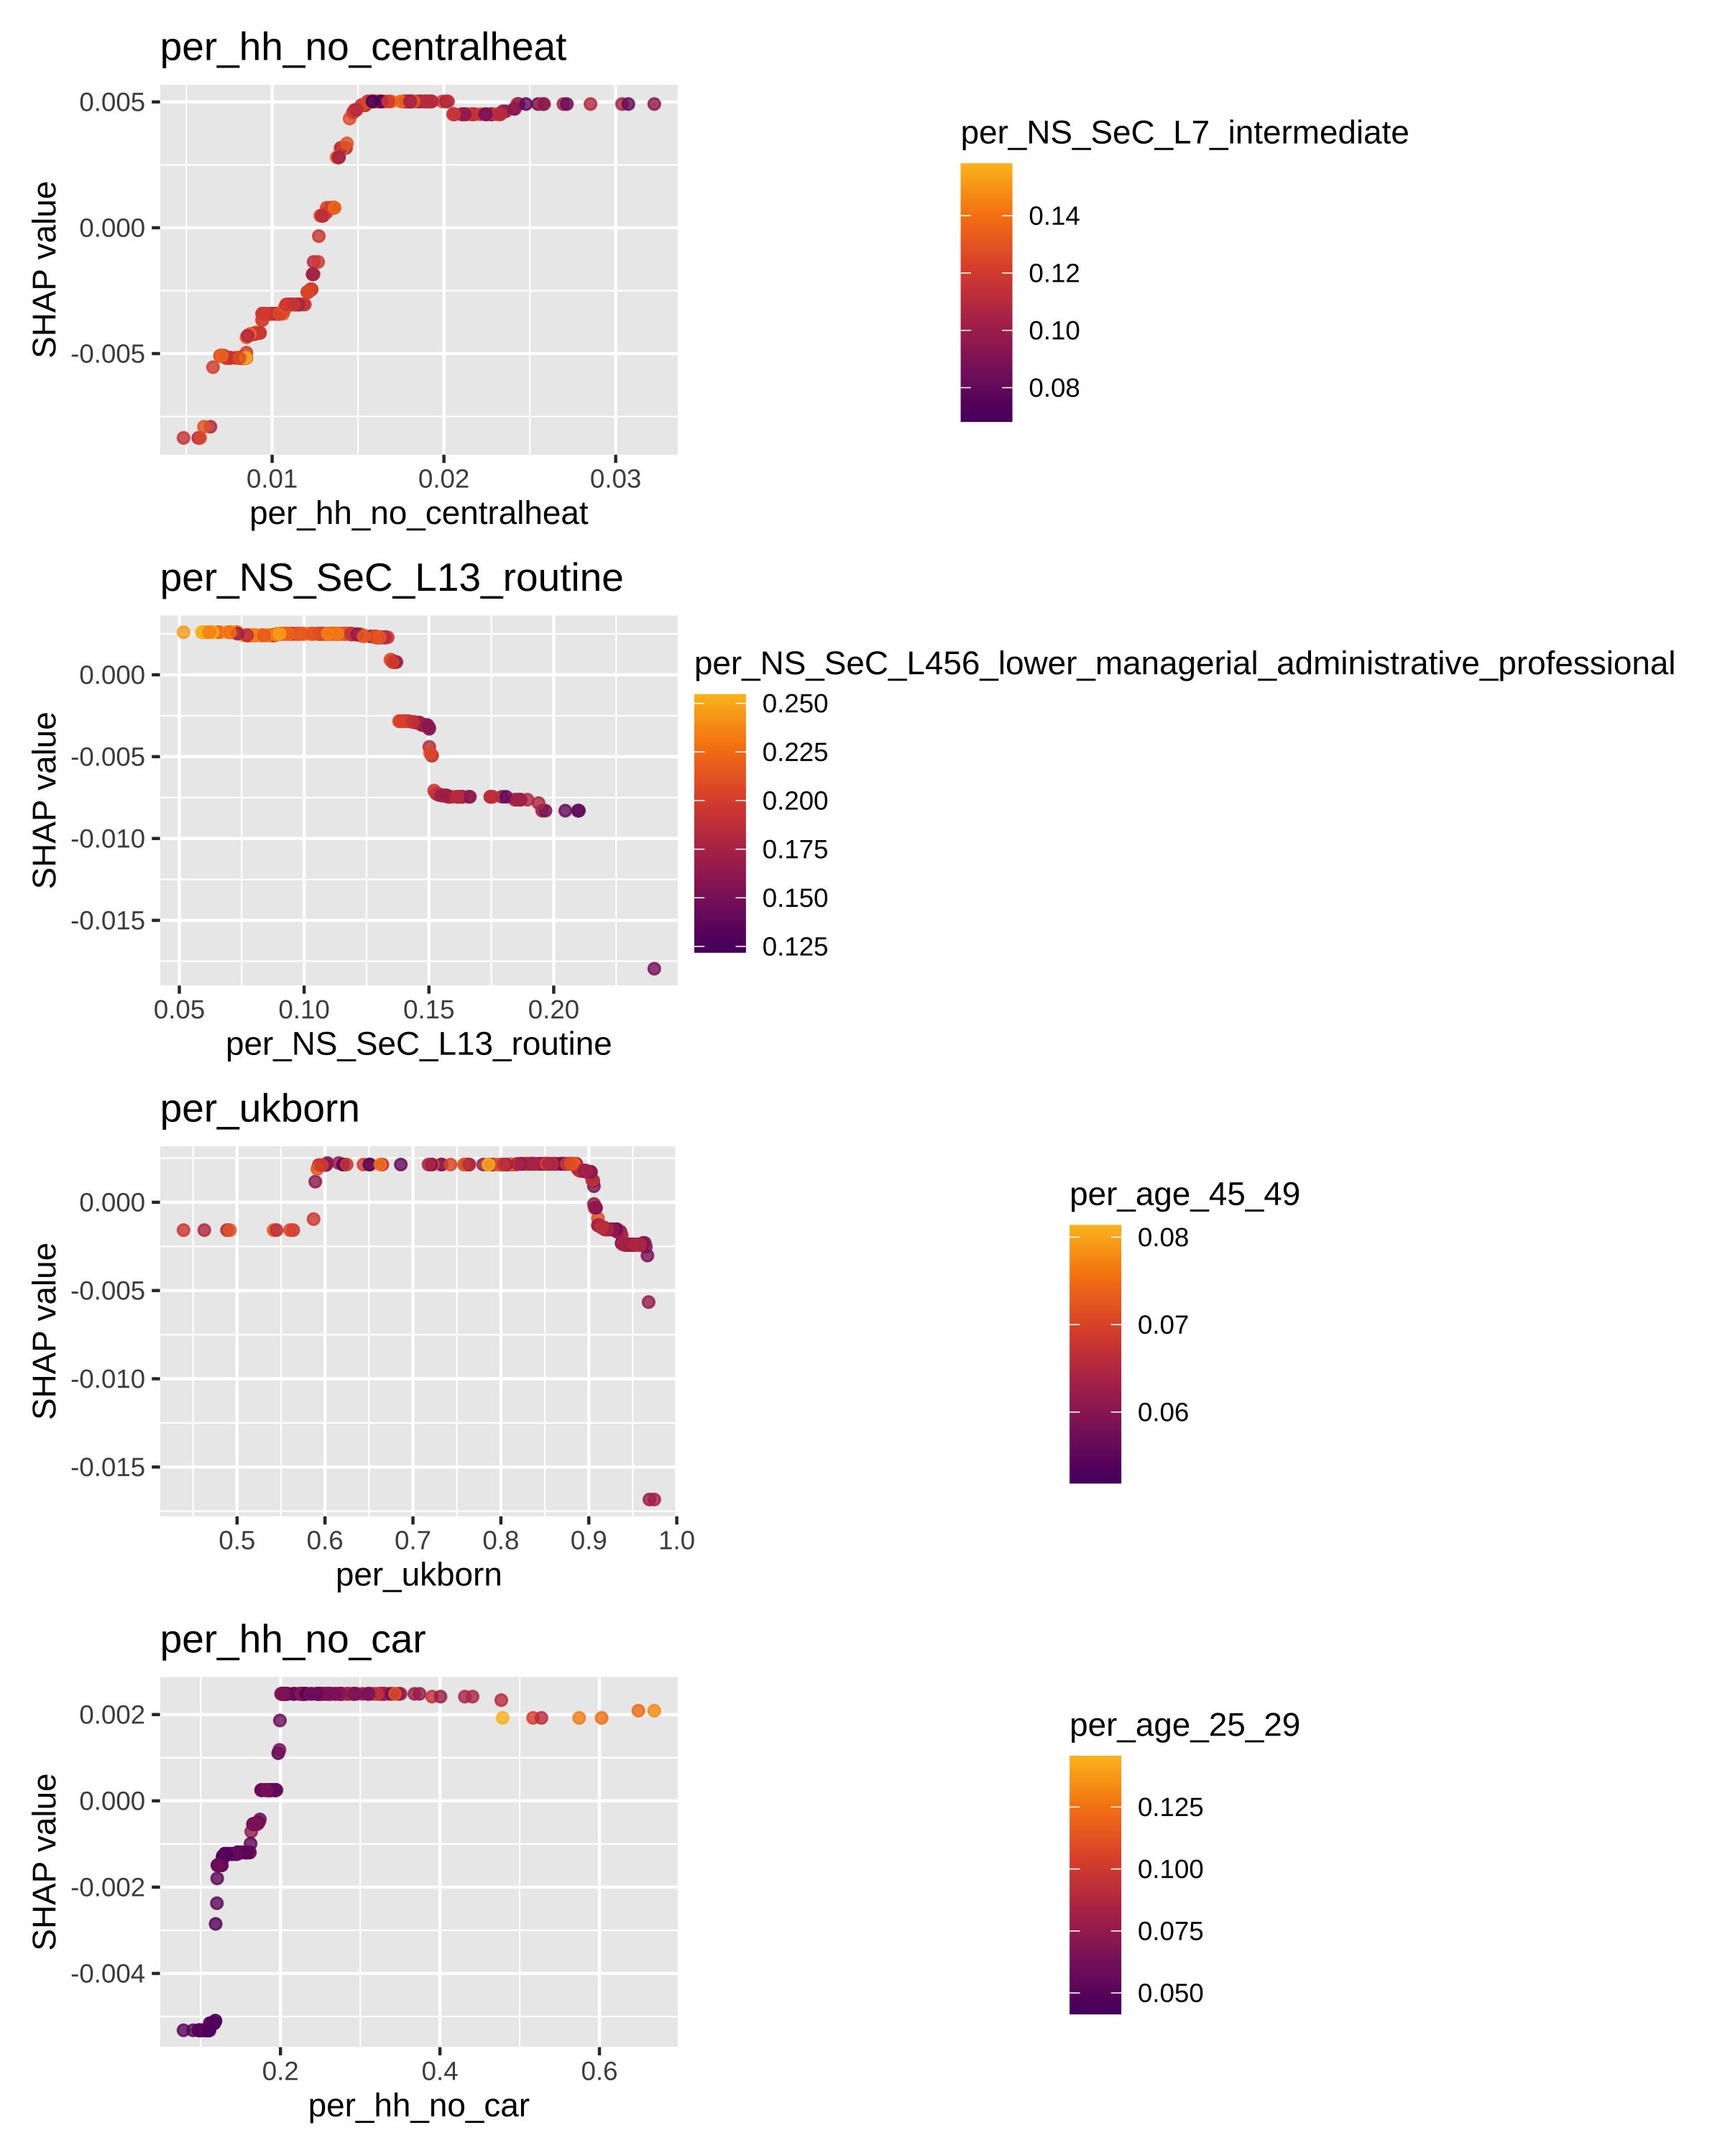 per_hh_no_centralheat
0.005
0.000
-0.005
SHAP value
0.01 0.02 0.03
per_hh_no_centralheat
per_NS_SeC_L7_intermediate
0.14
0.12
0.10
0.08
per_NS_SeC_L13_routine
0.000
-0.005
-0.010
-0.015
SHAP value
0.05 0.10 0.15 0.20
per_NS_SeC_L13_routine
per_NS_SeC_L456_lower_managerial_administrative_professional
0.250
0.225
0.200
0.175
0.150
0.125
per_ukborn
0.000
-0.005
-0.010
-0.015
SHAP value
0.5 0.6 0.7 0.8 0.9 1.0
per_ukborn
per_age_45_49
0.08
0.07
0.06
per_hh_no_car
0.002
0.000
-0.002
-0.004
SHAP value
0.2 0.4 0.6
per_hh_no_car
per_age_25_29
0.125
0.100
0.075
0.050